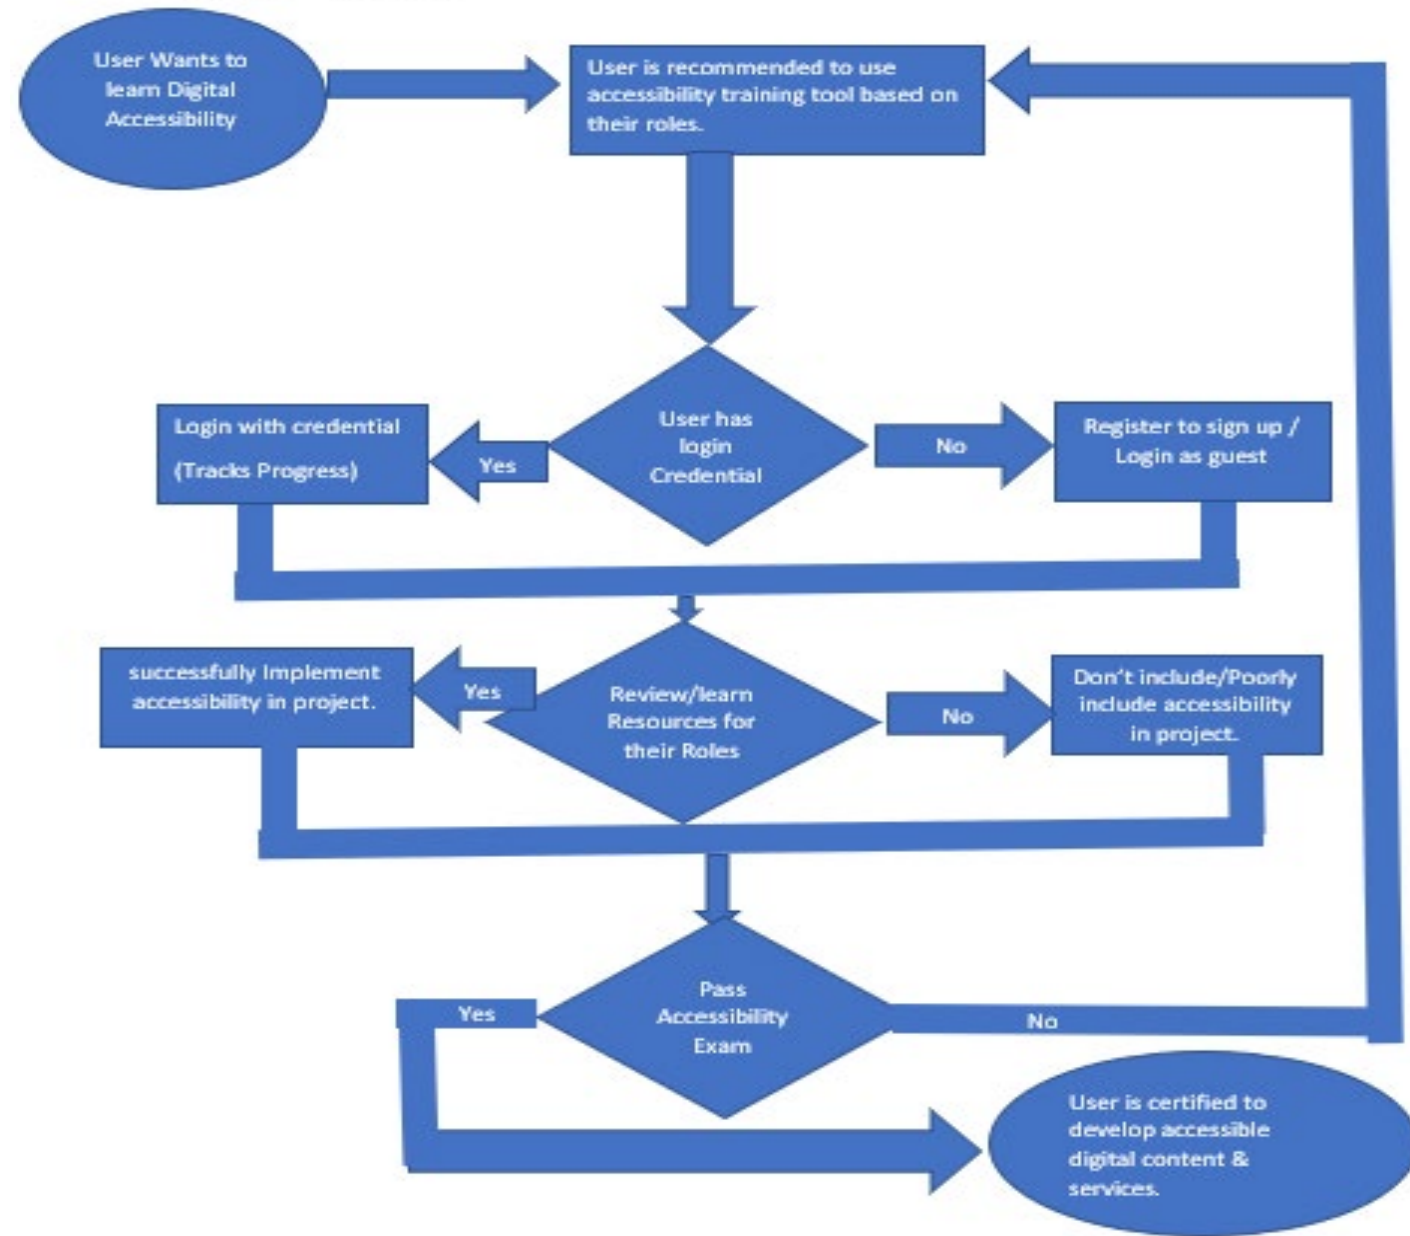 User Wants to
learn Digital
Accessibility
User is recommended to use
accessibility training tool based on
their roles.
User has
login
Credential
Yes
Login with credential
(Tracks Progress)
No
Register to sign up /
Login as guest
Review/learn
Resources for
their Roles
Yes
successfully Implement
accessibility in project.
No
Don't include/Poorly
include accessibility
in project.
Pass
Accessibility
Exam
Yes
No
User is certified to
develop accessible
digital content &
services.